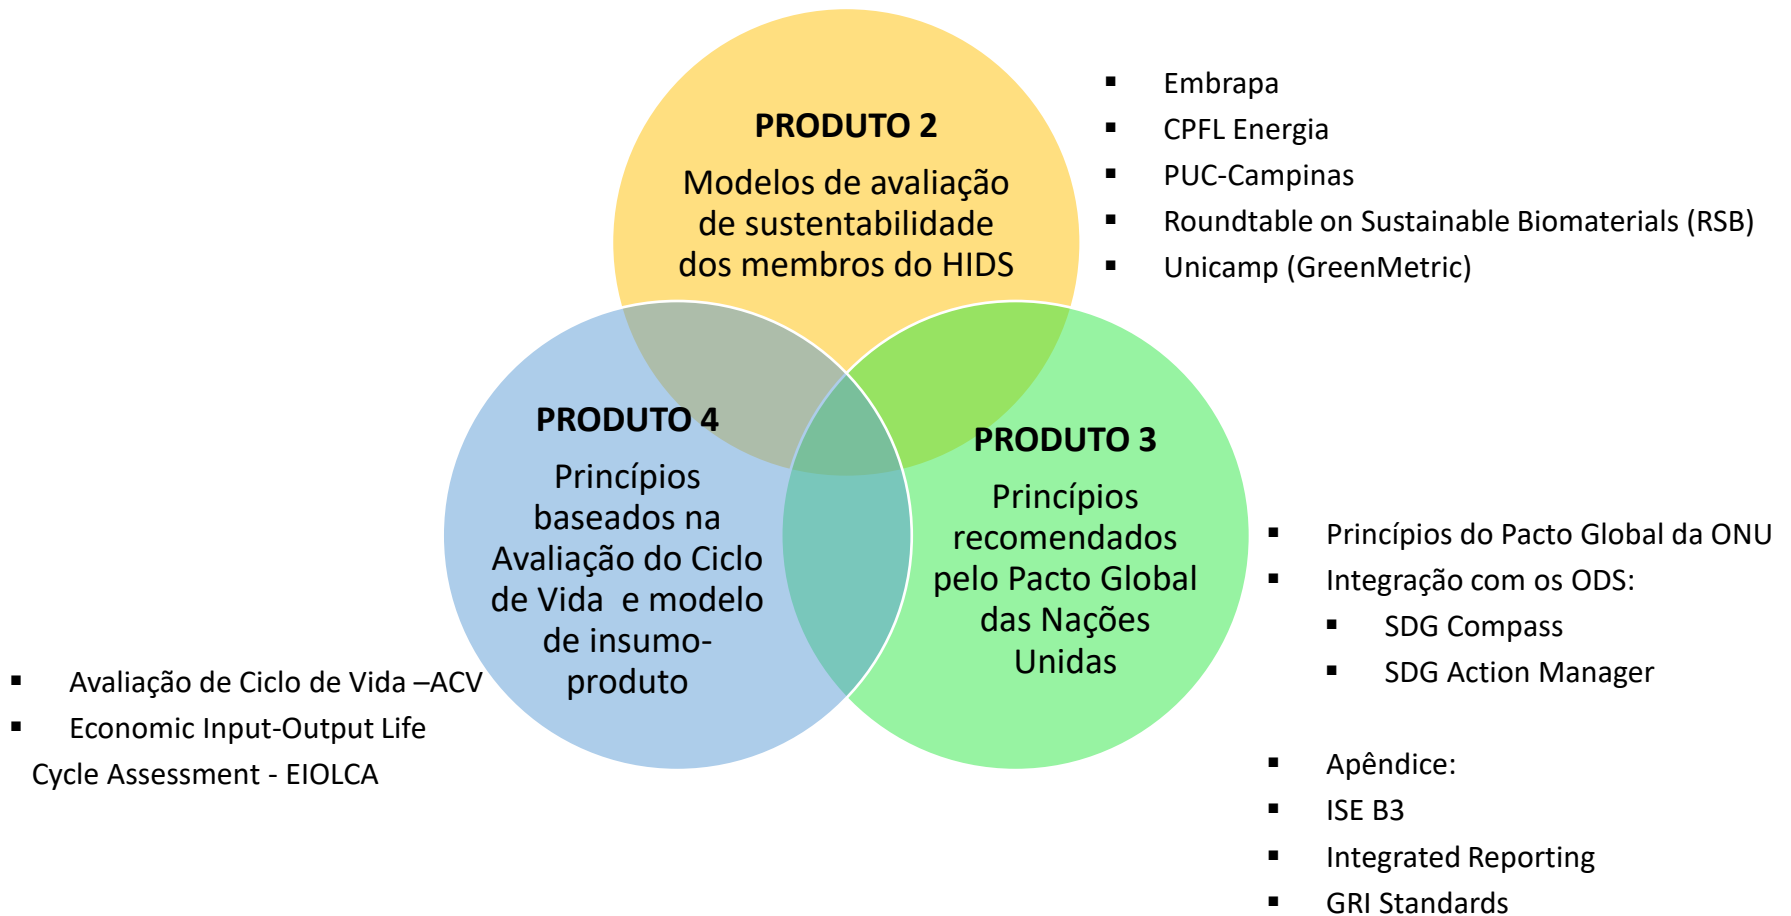 PRODUTO 2
Modelos de avaliação
de sustentabilidade
dos membros do HIDS
▪ Embrapa
▪ CPFL Energia
▪ PUC-Campinas
▪ Roundtable on Sustainable Biomaterials (RSB)
▪ Unicamp (GreenMetric)
PRODUTO 4
Princípios
baseados na
Avaliação do Ciclo
de Vida e modelo
de insumo-
produto
▪ Avaliação de Ciclo de Vida –ACV
▪ Economic Input-Output Life
Cycle Assessment - EIOLCA
PRODUTO 3
Princípios
recomendados
pelo Pacto Global
das Nações
Unidas
▪ Princípios do Pacto Global da ONU
▪ Integração com os ODS:
▪ SDG Compass
▪ SDG Action Manager
▪ Apêndice:
▪ ISE B3
▪ Integrated Reporting
▪ GRI Standards